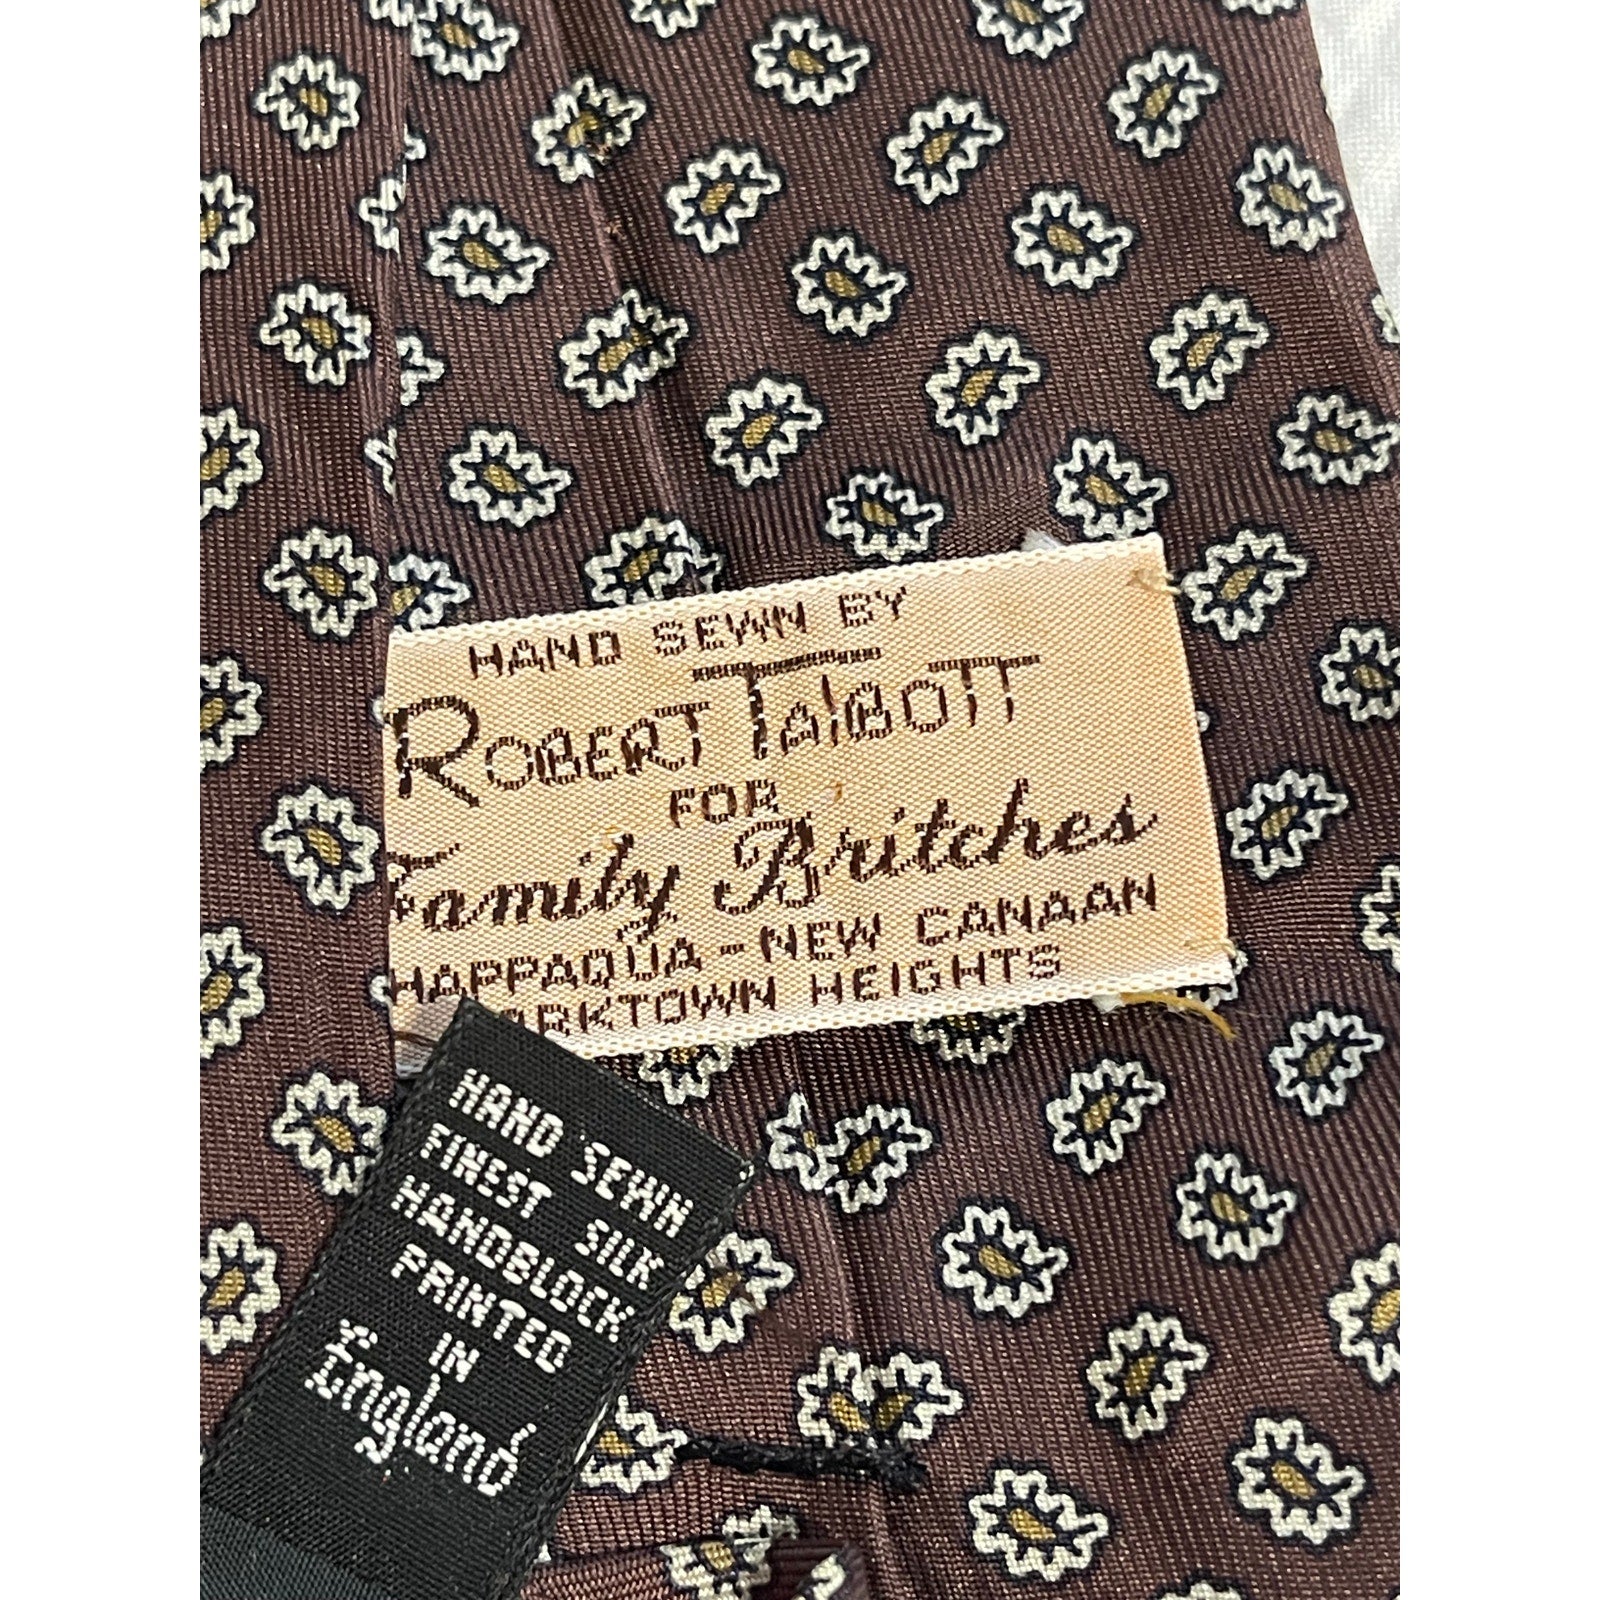 HAND SEWN BY
ROBERT TALBOTT
FOR
Family Britches
HAPPAQUA - NEW CANAAN
RKTOWN HEIGHTS
HAND SEWN
FINEST SILK
HANDBLOCK
PRINTED
IN
England